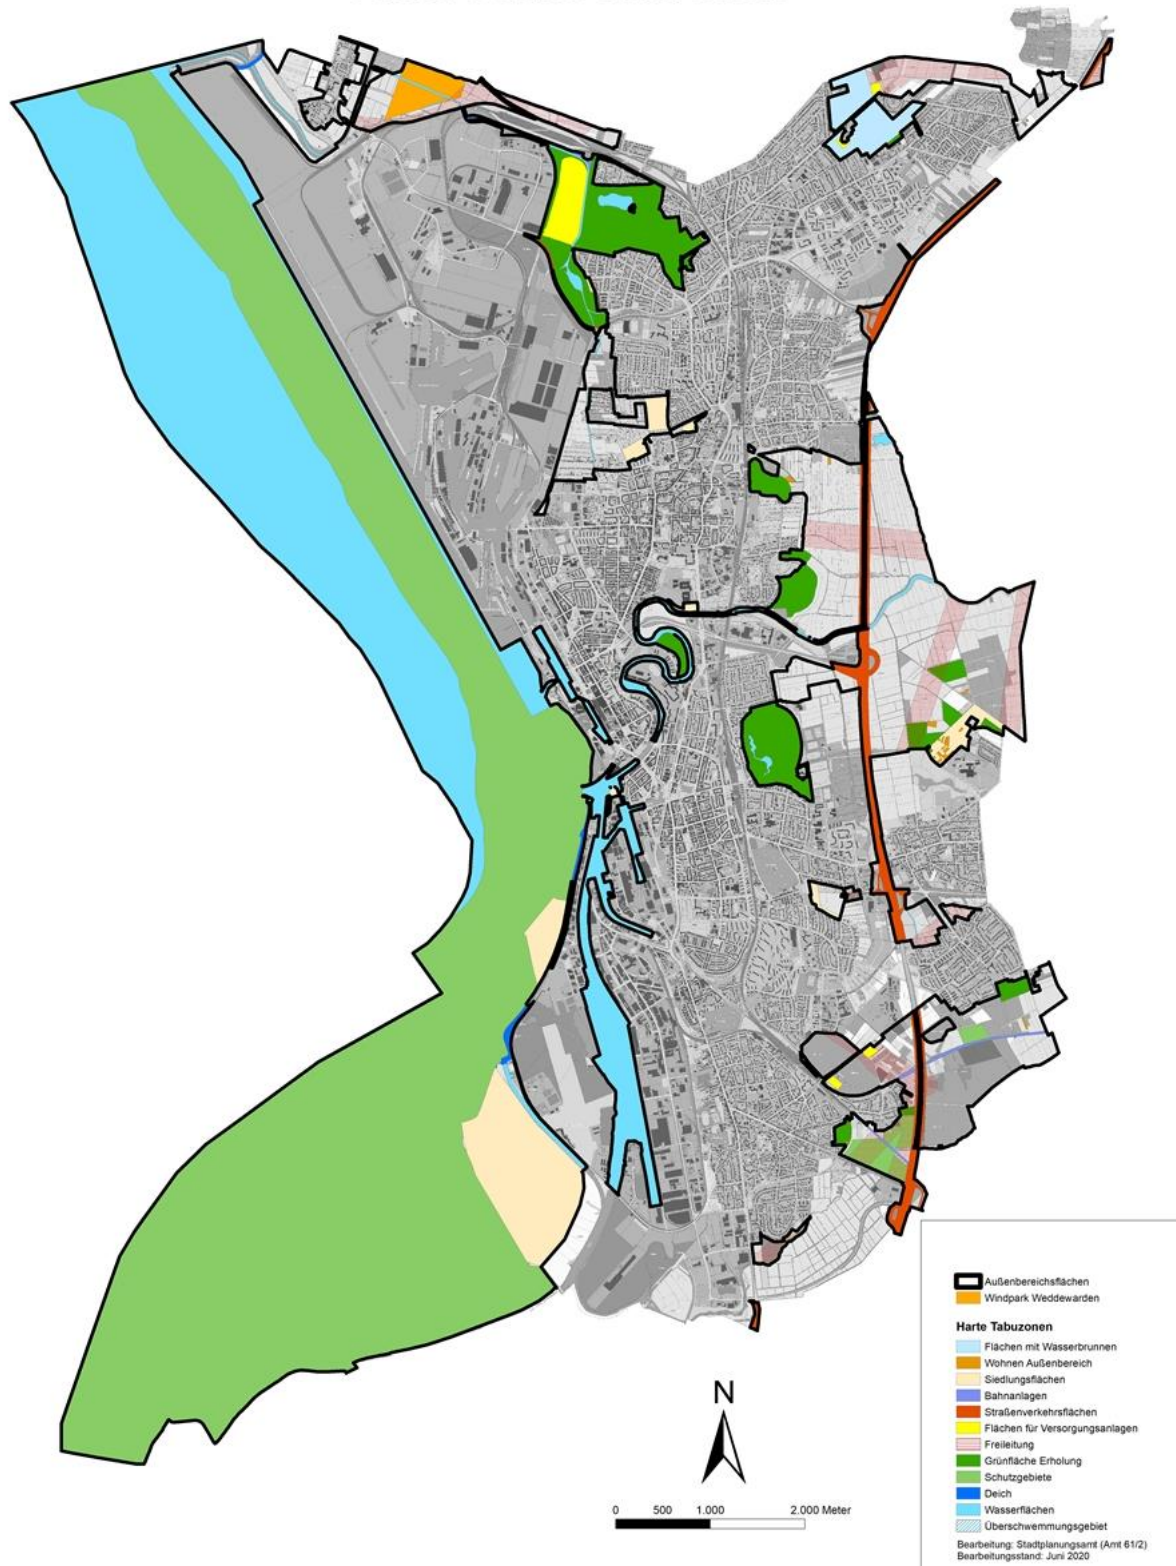 Außenbereichsflächen
Windpark Weddewarden
Harte Tabuzonen
Flächen mit Wasserbrunnen
Wohnen Außenbereich
Siedlungsflächen
Bahnanlagen
Straßenverkehrsflächen
Flächen für Versorgungsanlagen
Freileitung
Grünfläche Erholung
Schutzgebiete
Deich
Wasserflächen
Überschwemmungsgebiet
N
0 500 1.000 2.000 Meter
Bearbeitung: Stadtplanungsamt (Amt 61/2)
Bearbeitungsstand: Juni 2020